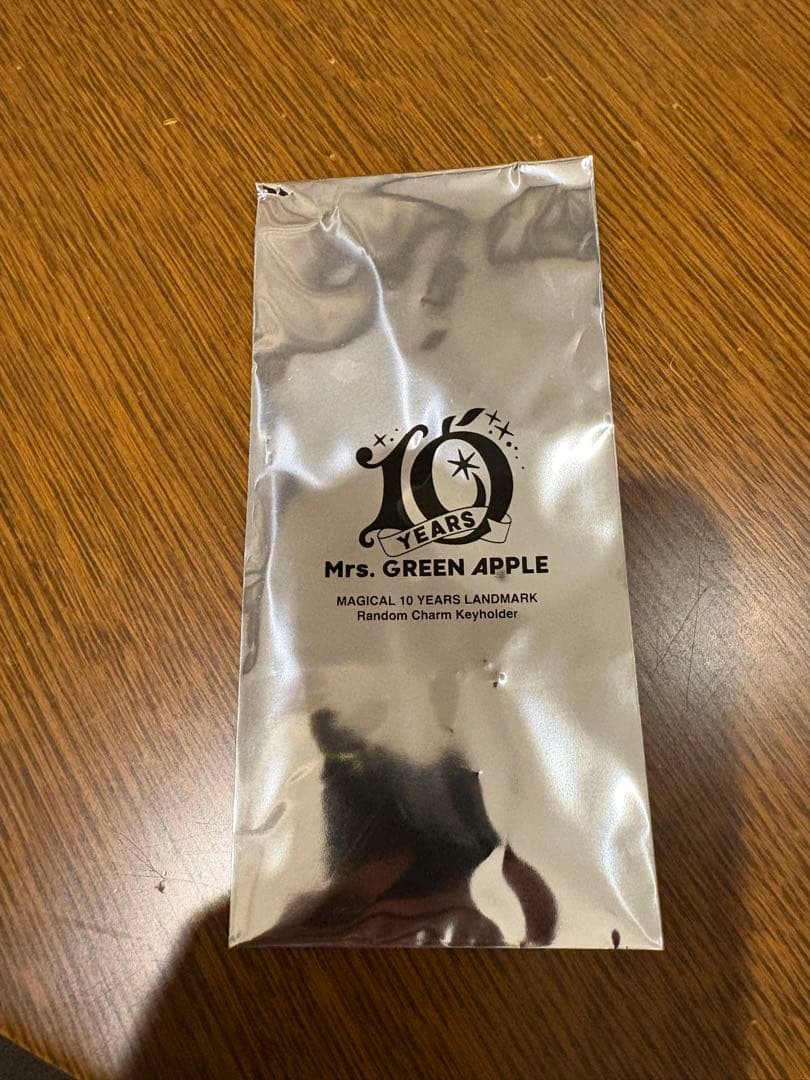 10
YEARS
Mrs. GREEN APPLE
MAGICAL 10 YEARS LANDMARK
Random Charm Keyholder